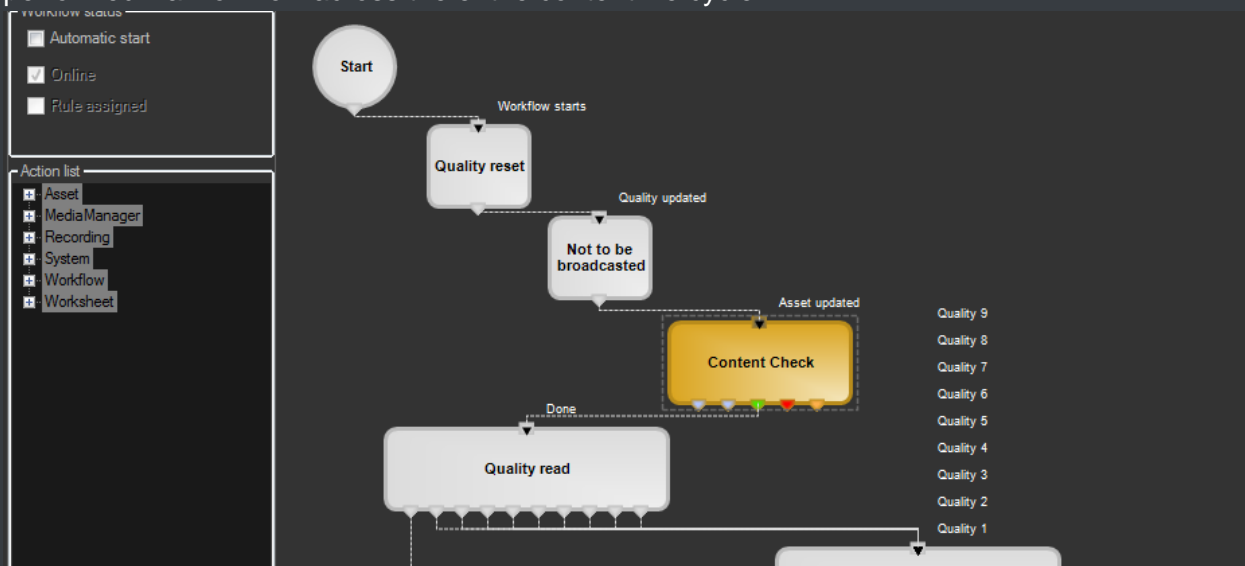 Workflow status
Automatic start
Online
Rule assigned
Action list
Asset
MediaManager
Recording
System
Workflow
Worksheet
Start
Workflow starts
Quality reset
Quality updated
Not to be
broadcasted
Asset updated
Content Check
Done
Quality read
Quality 9
Quality 8
Quality 7
Quality 6
Quality 5
Quality 4
Quality 3
Quality 2
Quality 1